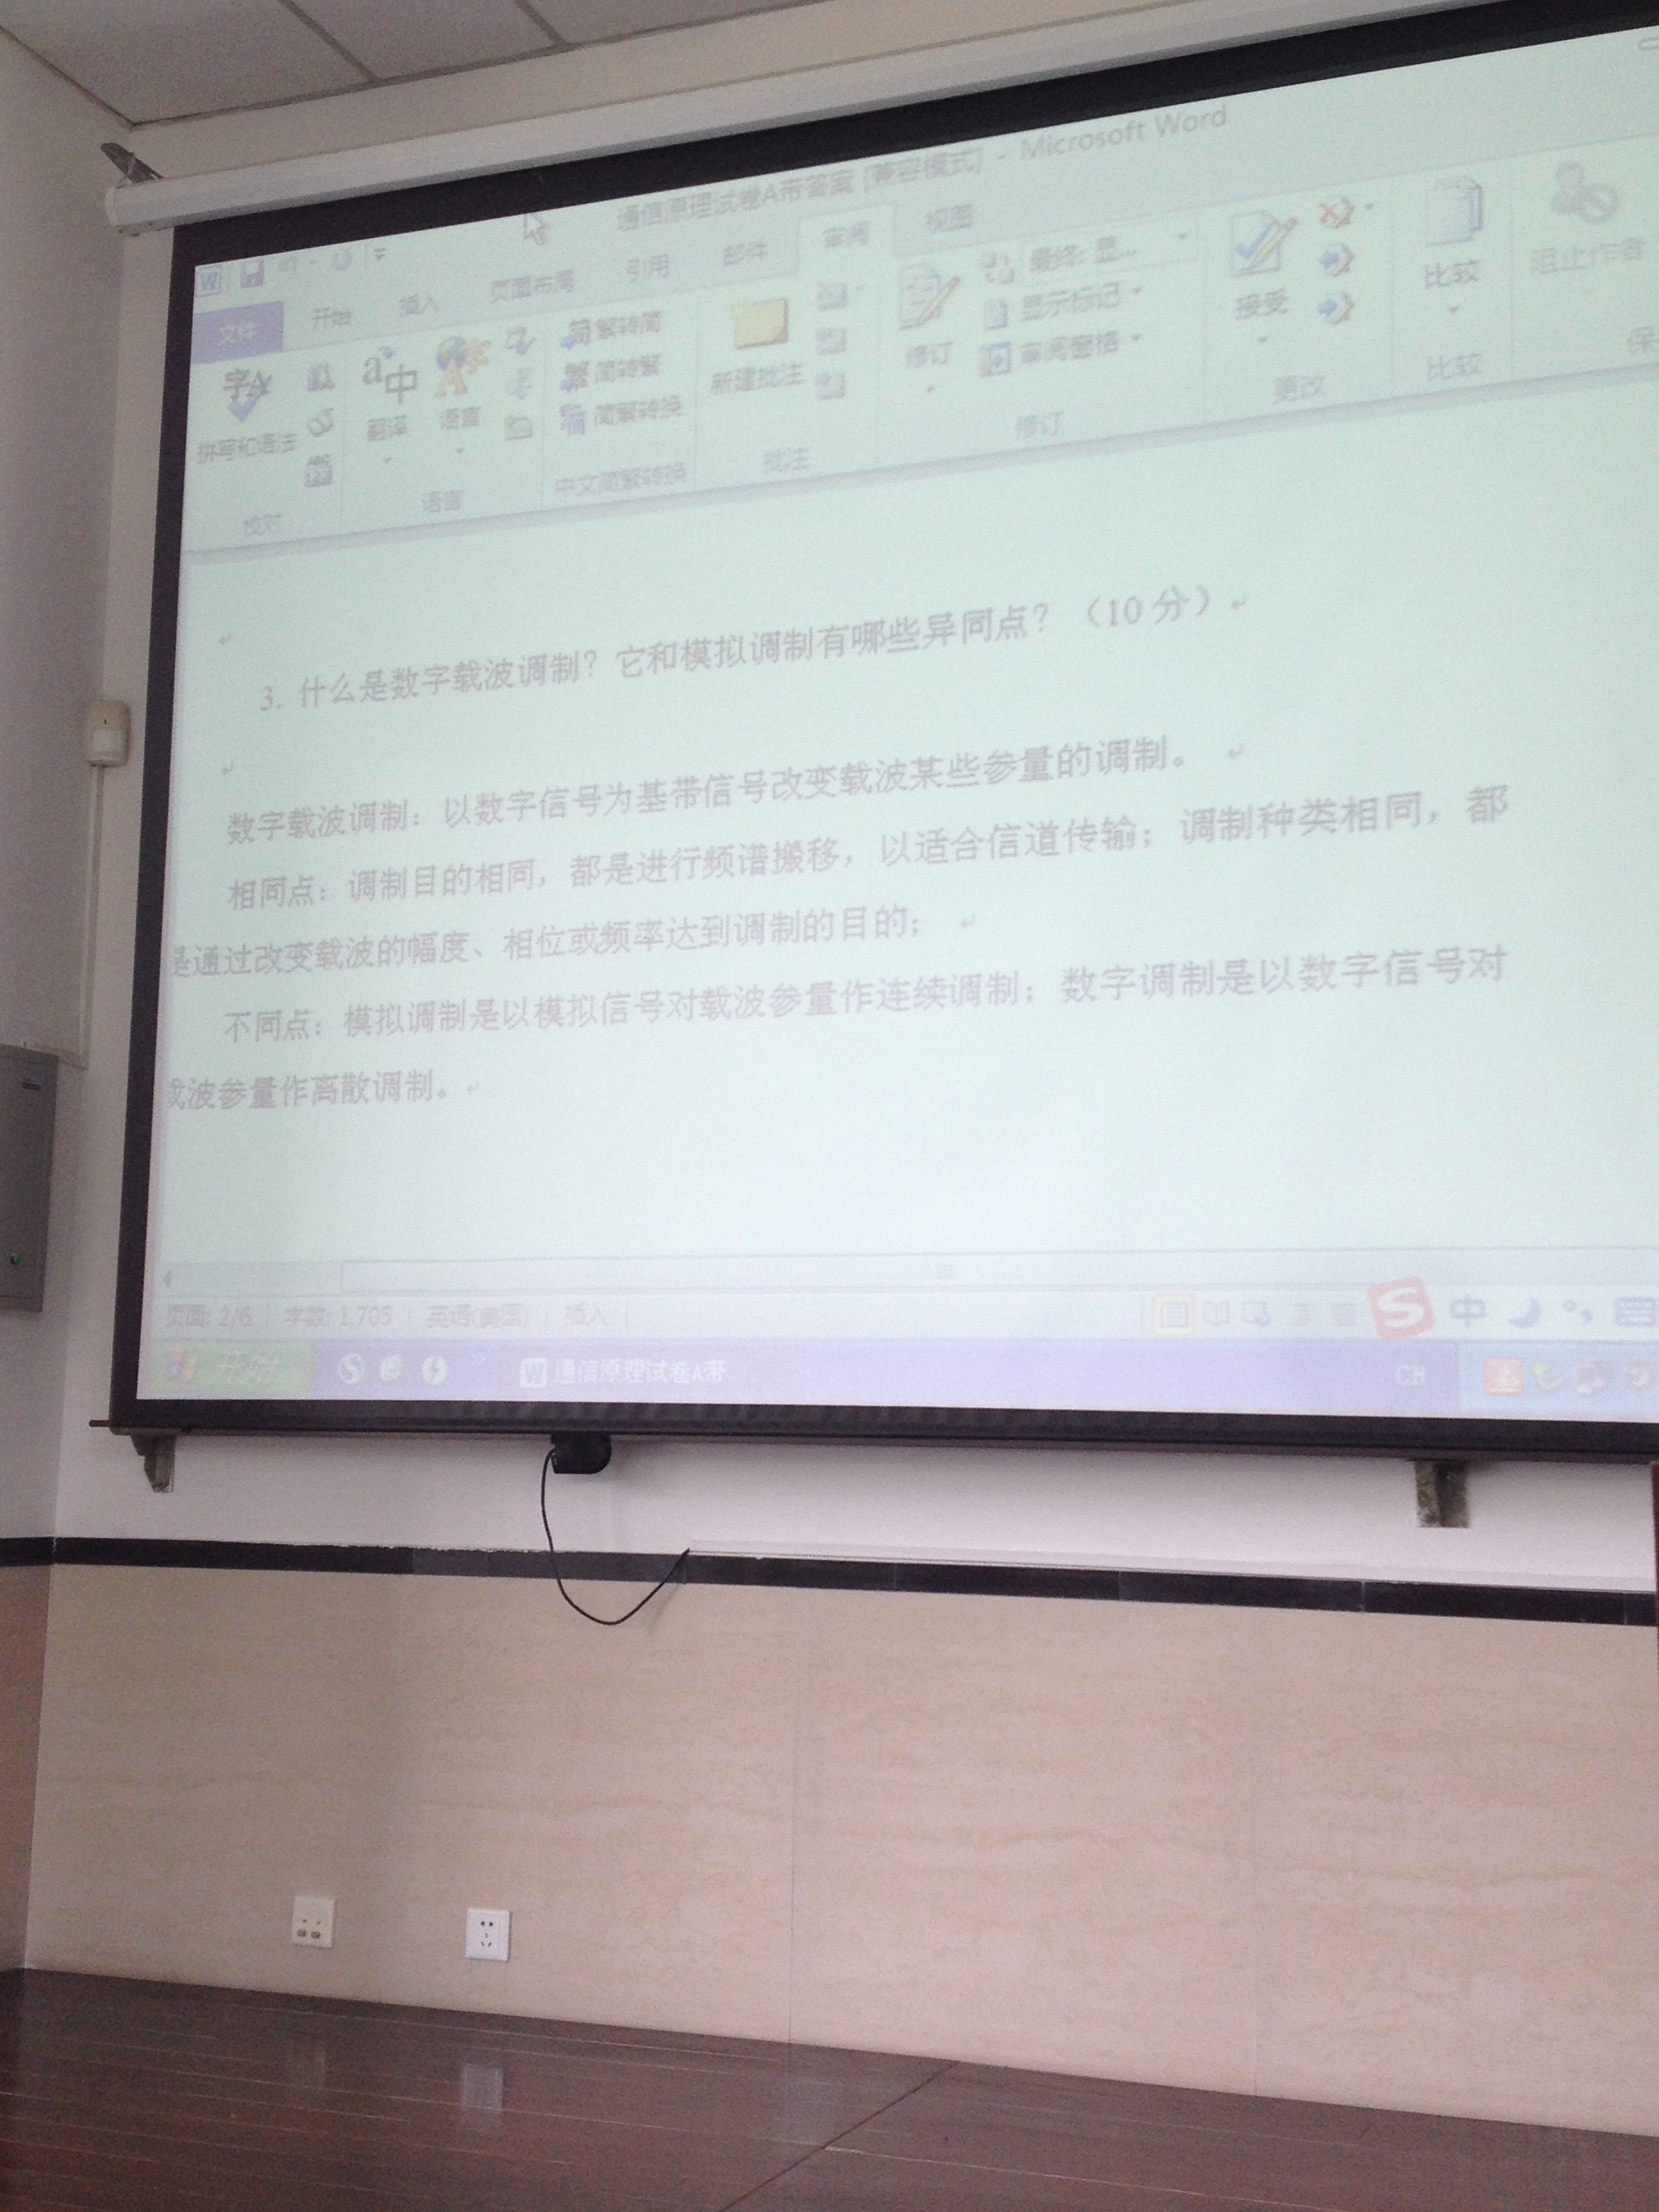 通信原理试卷A带答案 [兼容模式] - Microsoft Word
文件 开始 插入 页面布局 引用 邮件 审阅 视图
字A a中 简 繁转简 最终: 显...
繁 简转繁 显示标记
拼写和语法 翻译 语言 简繁转换 新建批注 修订 审阅窗格 接受 比较 阻止作者
校对 语言 中文简繁转换 批注 修订 更改 比较 保
3. 什么是数字载波调制？它和模拟调制有哪些异同点？（10 分）
数字载波调制：以数字信号为基带信号改变载波某些参量的调制。
相同点：调制目的相同，都是进行频谱搬移，以适合信道传输；调制种类相同，都
是通过改变载波的幅度、相位或频率达到调制的目的；
不同点：模拟调制是以模拟信号对载波参量作连续调制；数字调制是以数字信号对
载波参量作离散调制。
页面: 2/6 字数: 1,705 英语(美国) 插入 S 中
开始 通信原理试卷A带... CH